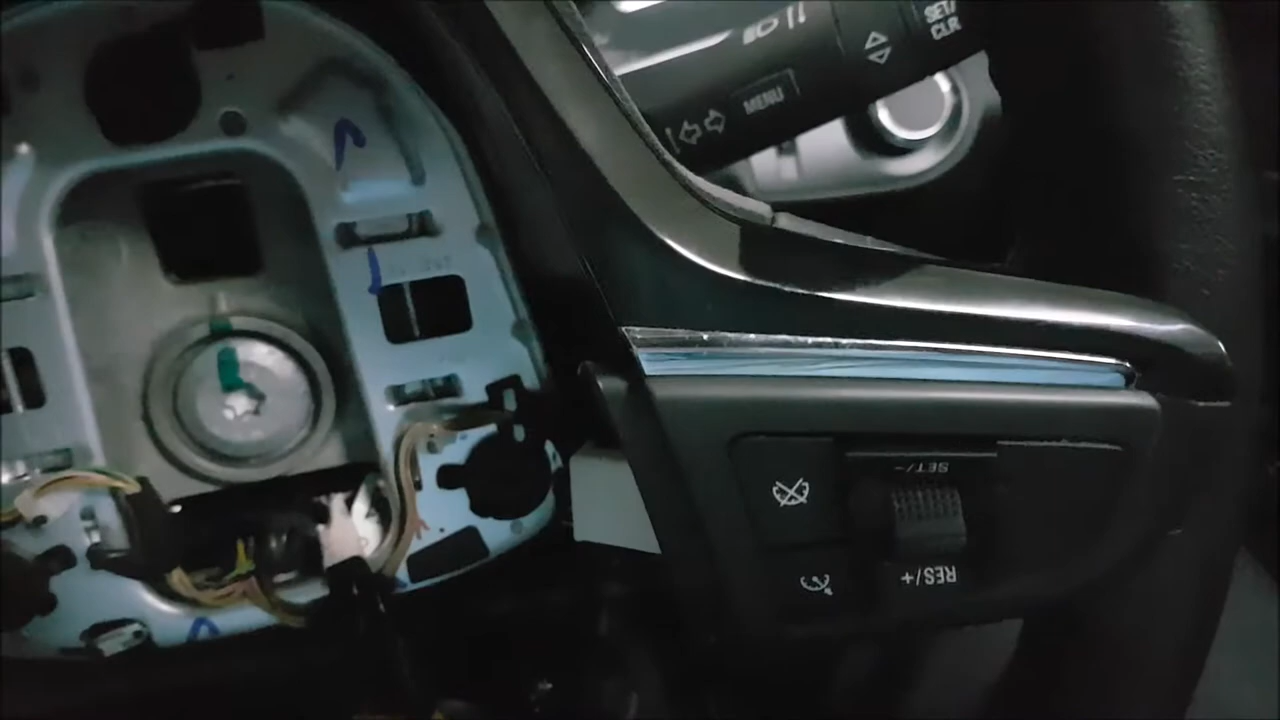 SET/
CLR
MENU
SET/-
RES/+